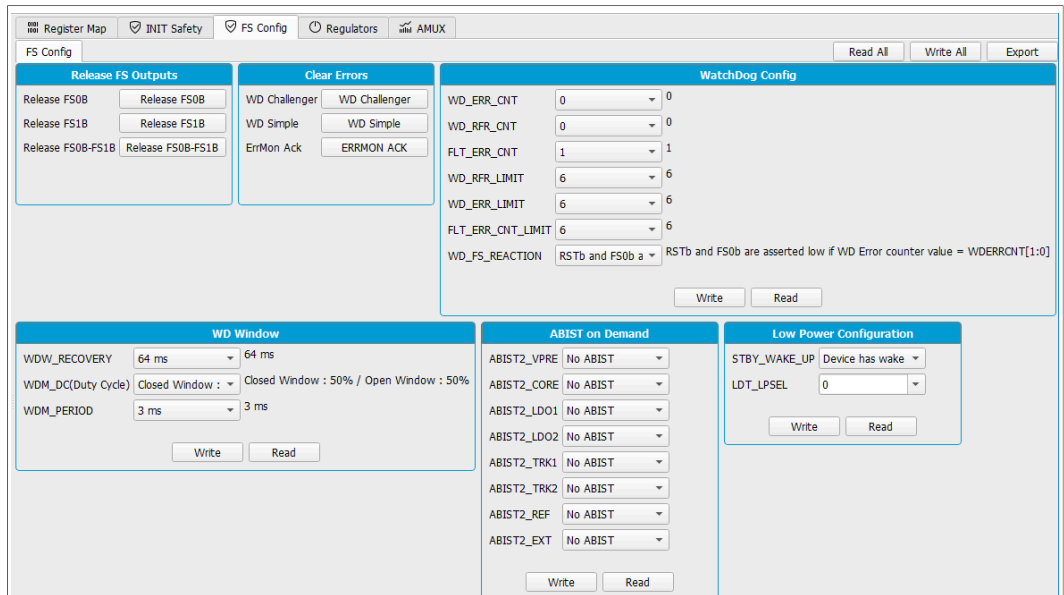 Register Map INIT Safety FS Config Regulators AMUX
FS Config Read All Write All Export
Release FS Outputs
Release FS0B Release FS0B
Release FS1B Release FS1B
Release FS0B-FS1B Release FS0B-FS1B
Clear Errors
WD Challenger WD Challenger
WD Simple WD Simple
ErrMon Ack ERRMON ACK
WatchDog Config
WD_ERR_CNT 0 0
WD_RFR_CNT 0 0
FLT_ERR_CNT 1 1
WD_RFR_LIMIT 6 6
WD_ERR_LIMIT 6 6
FLT_ERR_CNT_LIMIT 6 6
WD_FS_REACTION RSTb and FS0b a RSTb and FS0b are asserted low if WD Error counter value = WDERRCNT[1:0]
Write Read
WD Window
WDW_RECOVERY 64 ms 64 ms
WDM_DC(Duty Cycle) Closed Window : Closed Window : 50% / Open Window : 50%
WDM_PERIOD 3 ms 3 ms
Write Read
ABIST on Demand
ABIST2_VPRE No ABIST
ABIST2_CORE No ABIST
ABIST2_LDO1 No ABIST
ABIST2_LDO2 No ABIST
ABIST2_TRK1 No ABIST
ABIST2_TRK2 No ABIST
ABIST2_REF No ABIST
ABIST2_EXT No ABIST
Write Read
Low Power Configuration
STBY_WAKE_UP Device has wake
LDT_LPSEL 0
Write Read